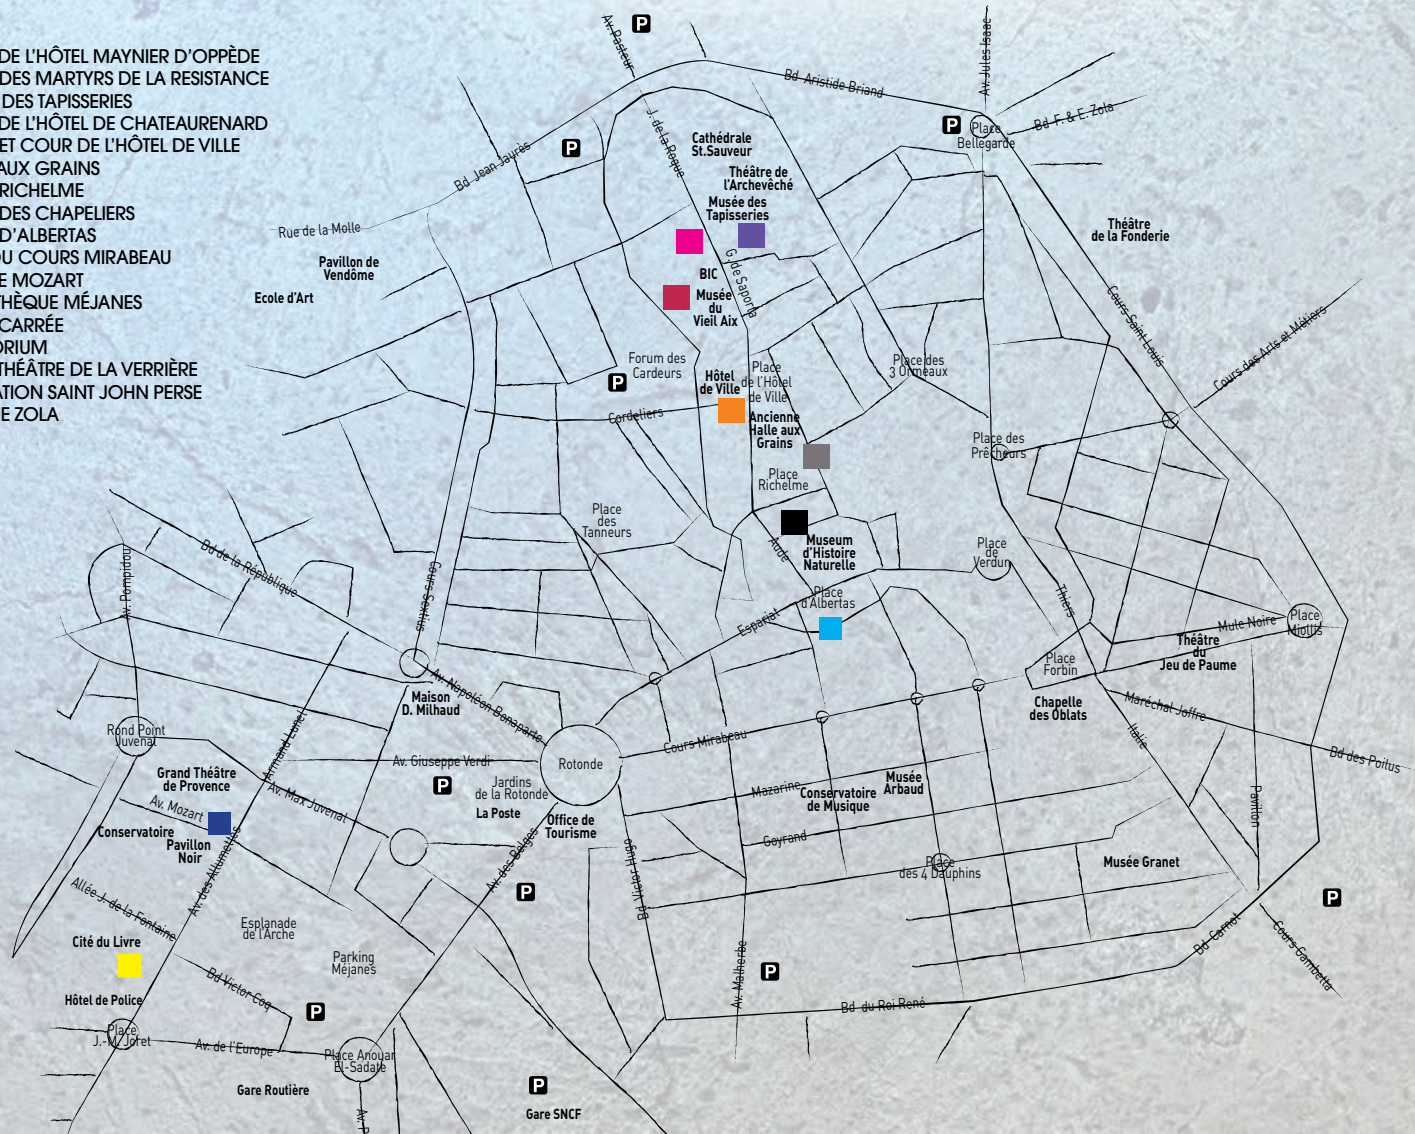 DE L'HÔTEL MAYNIER D'OPPÈDE
DES MARTYRS DE LA RESISTANCE
DES TAPISSERIES
DE L'HÔTEL DE CHATEAURENARD
ET COUR DE L'HÔTEL DE VILLE
AUX GRAINS
RICHELME
DES CHAPELIERS
D'ALBERTAS
U COURS MIRABEAU
E MOZART
THÈQUE MÉJANES
CARRÉE
ORIUM
THÉÂTRE DE LA VERRIÈRE
ATION SAINT JOHN PERSE
E ZOLA
Av. Pasteur
P
Av. Jules Isaac
Bd Aristide Briand
Bd F. & E. Zola
P
Place
Bellegarde
J. de la Roque
Cathédrale
St.Sauveur
P
Bd Jean Jaurès
Théâtre de
l'Archevêché
Musée des
Tapisseries
Rue de la Molle
Théâtre
de la Fonderie
Pavillon de
Vendôme
Ecole d'Art
BIC
G. de Saporta
Musée
du
Vieil Aix
Cours Saint Louis
Cours des Arts et Métiers
Forum des
Cardeurs
P
Hôtel
de Ville
Place
de l'Hôtel
de Ville
Place des
3 Ormeaux
Cordeliers
Ancienne
Halle aux
Grains
Place des
Prêcheurs
Place
Richelme
Place
des
Tanneurs
Aude
Museum
d'Histoire
Naturelle
Place
de
Verdun
Bd de la République
Av. Pompidou
Cours Sextius
Place
d'Albertas
Espariat
Thiers
Mule Noire
Place
Miollis
Théâtre
du
Jeu de Paume
Place
Forbin
Av. Napoléon Bonaparte
Maison
D. Milhaud
Chapelle
des Oblats
Maréchal Joffre
Italie
Bd des Poilus
Rond Point
Juvenal
Armand Lunel
Cours Mirabeau
Av. Giuseppe Verdi
Rotonde
P
Jardins
de la Rotonde
La Poste
Grand Théâtre
de Provence
Av. Max Juvenal
Av. Mozart
Mazarine
Conservatoire
de Musique
Musée
Arbaud
Pavillon
Office de
Tourisme
Conservatoire
Pavillon
Noir
Goyrand
Av. des Belges
Bd Victor Hugo
Place
des 4 Dauphins
Musée Granet
Av. des Allumettes
Allée J. de la Fontaine
P
P
Esplanade
de l'Arche
Cité du Livre
Parking
Méjanes
Bd Carnot
Cours Gambetta
Av. Malherbe
P
Bd Victor Coq
Hôtel de Police
P
Bd du Roi René
Place
J.-M. Joret
Av. de l'Europe
Place Anouar
El-Sadate
Gare Routière
P
Gare SNCF
Av.